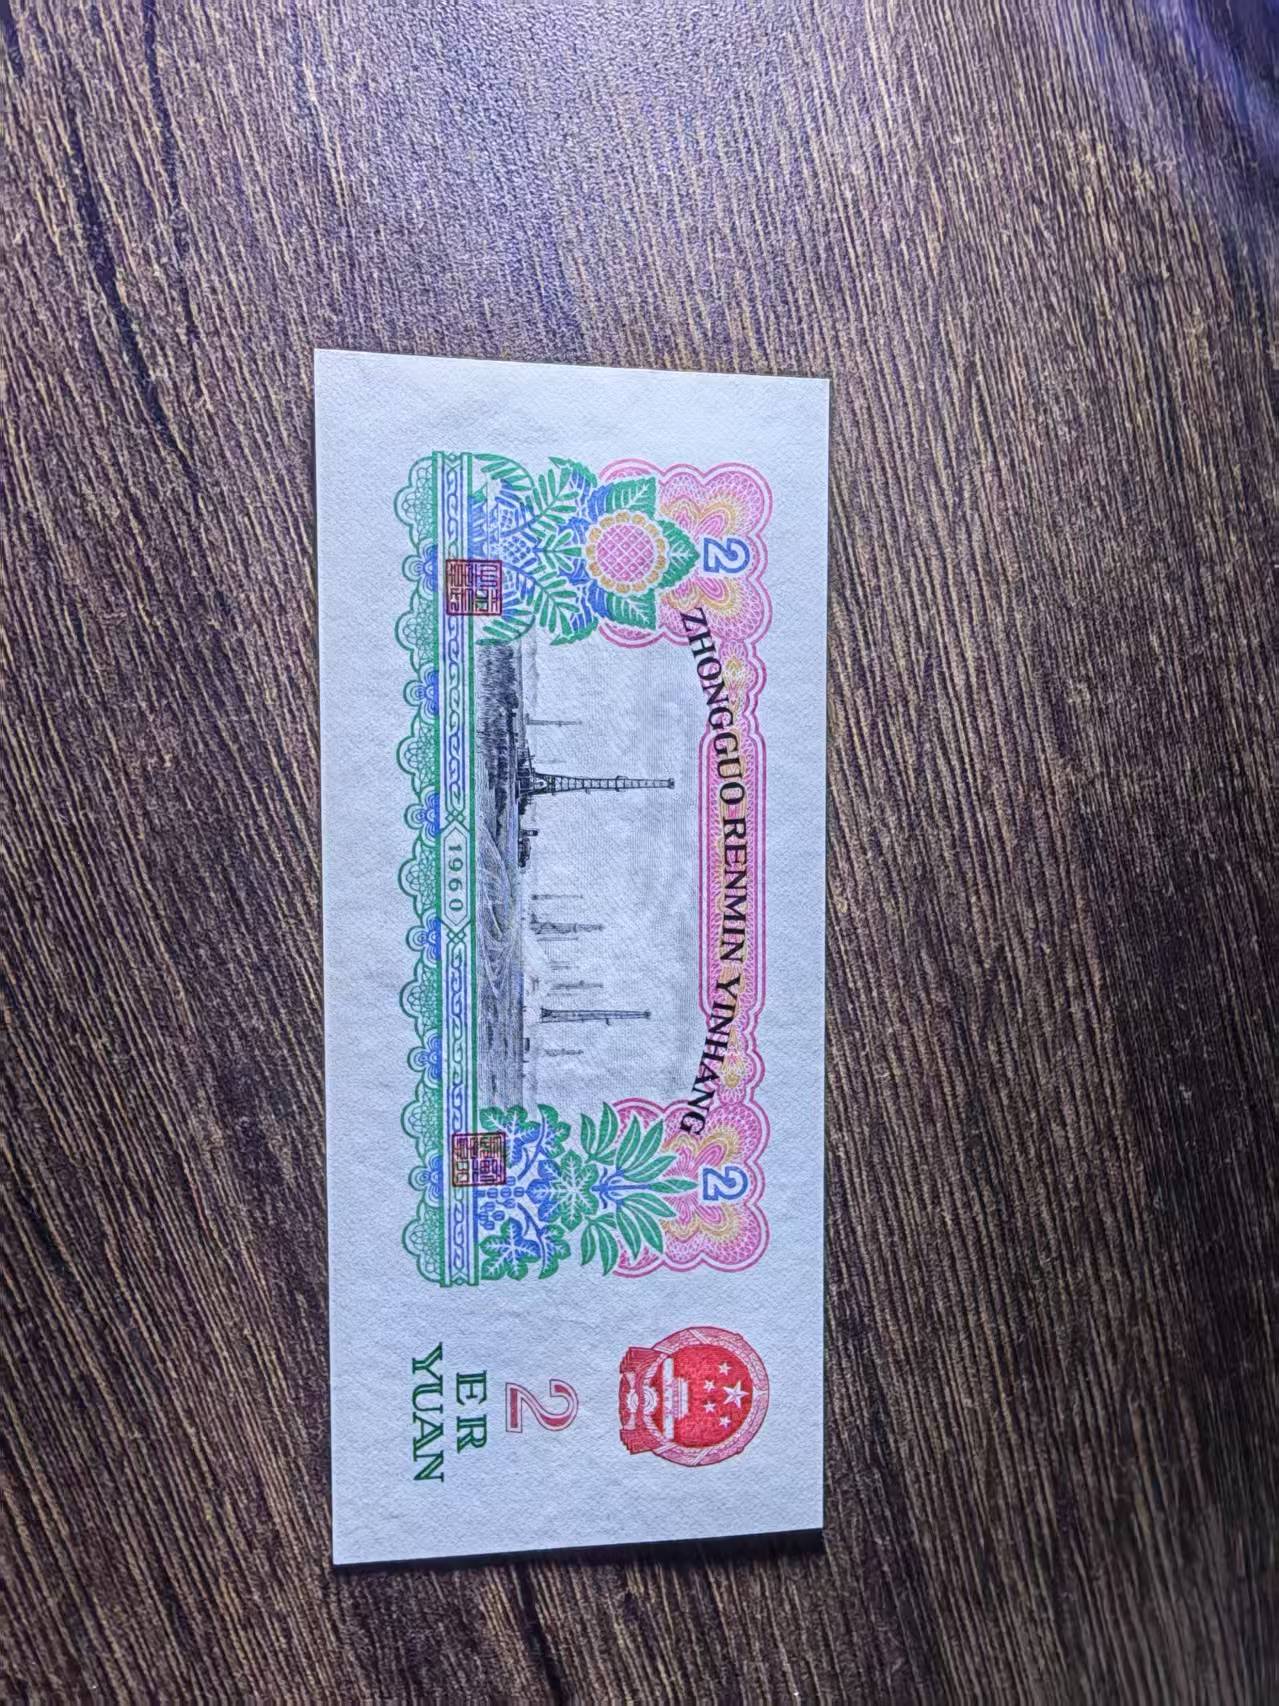 2
2
ZHONGGUO RENMIN YINHANG
1960
2
ER
YUAN